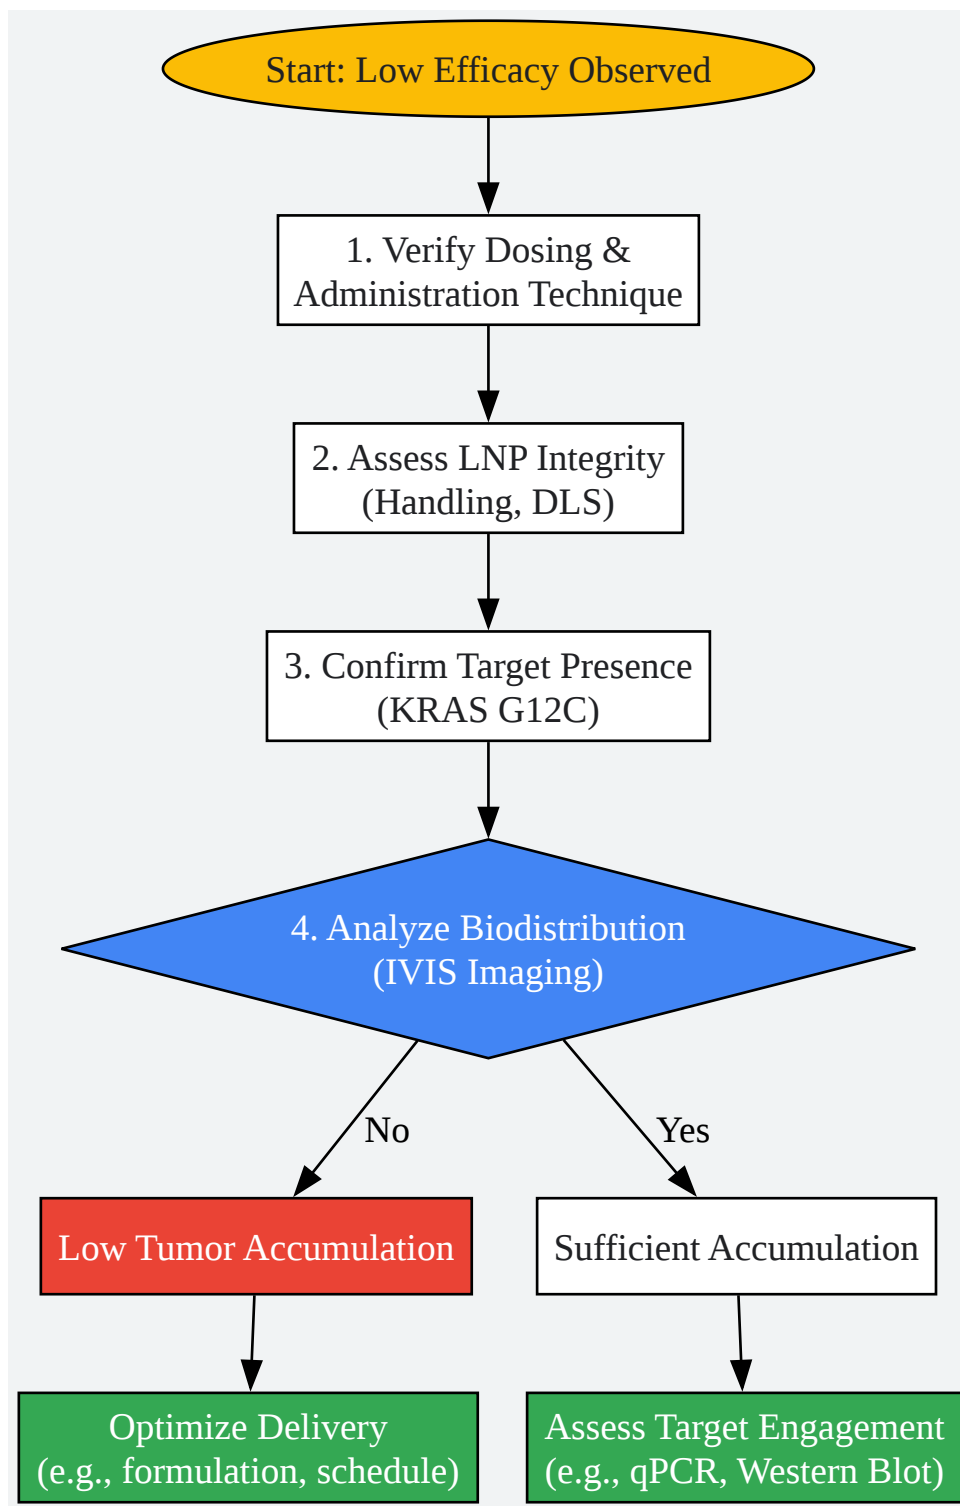 Start: Low Efficacy Observed
1. Verify Dosing &
Administration Technique
2. Assess LNP Integrity
(Handling, DLS)
3. Confirm Target Presence
(KRAS G12C)
4. Analyze Biodistribution
(IVIS Imaging)
No
Yes
Low Tumor Accumulation
Sufficient Accumulation
Optimize Delivery
(e.g., formulation, schedule)
Assess Target Engagement
(e.g., qPCR, Western Blot)